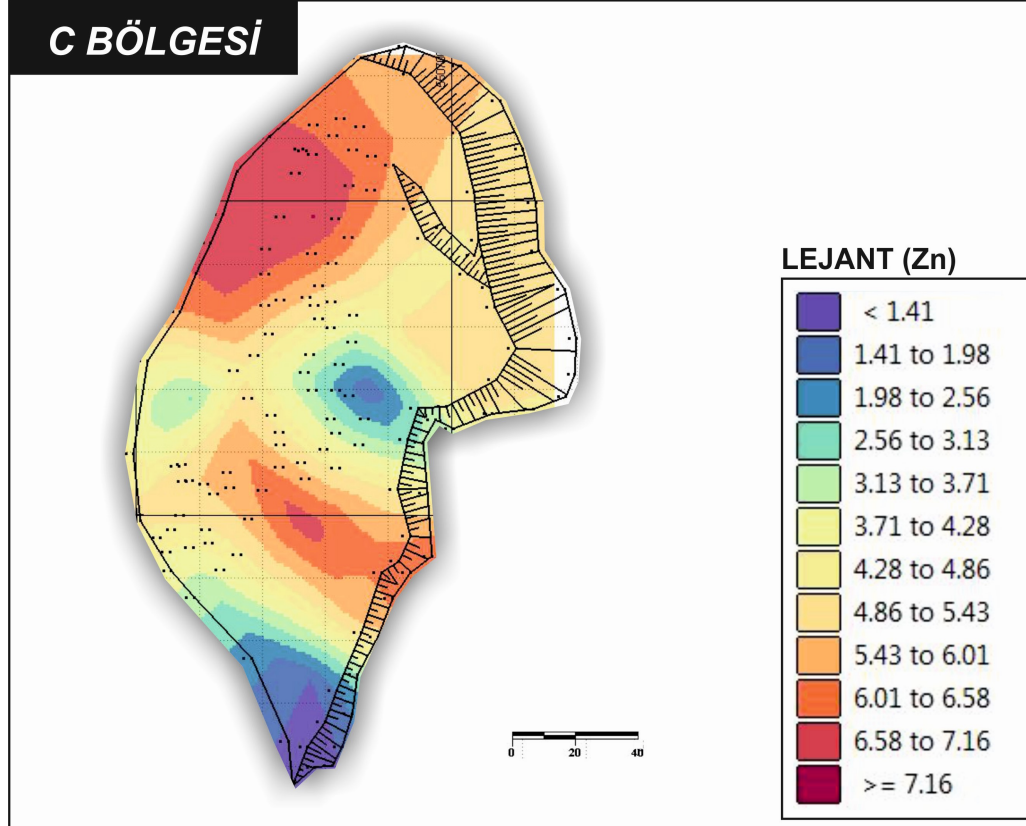 C BÖLGESİ
LEJANT (Zn)
< 1.41
1.41 to 1.98
1.98 to 2.56
2.56 to 3.13
3.13 to 3.71
3.71 to 4.28
4.28 to 4.86
4.86 to 5.43
5.43 to 6.01
6.01 to 6.58
6.58 to 7.16
>= 7.16
0 20 40